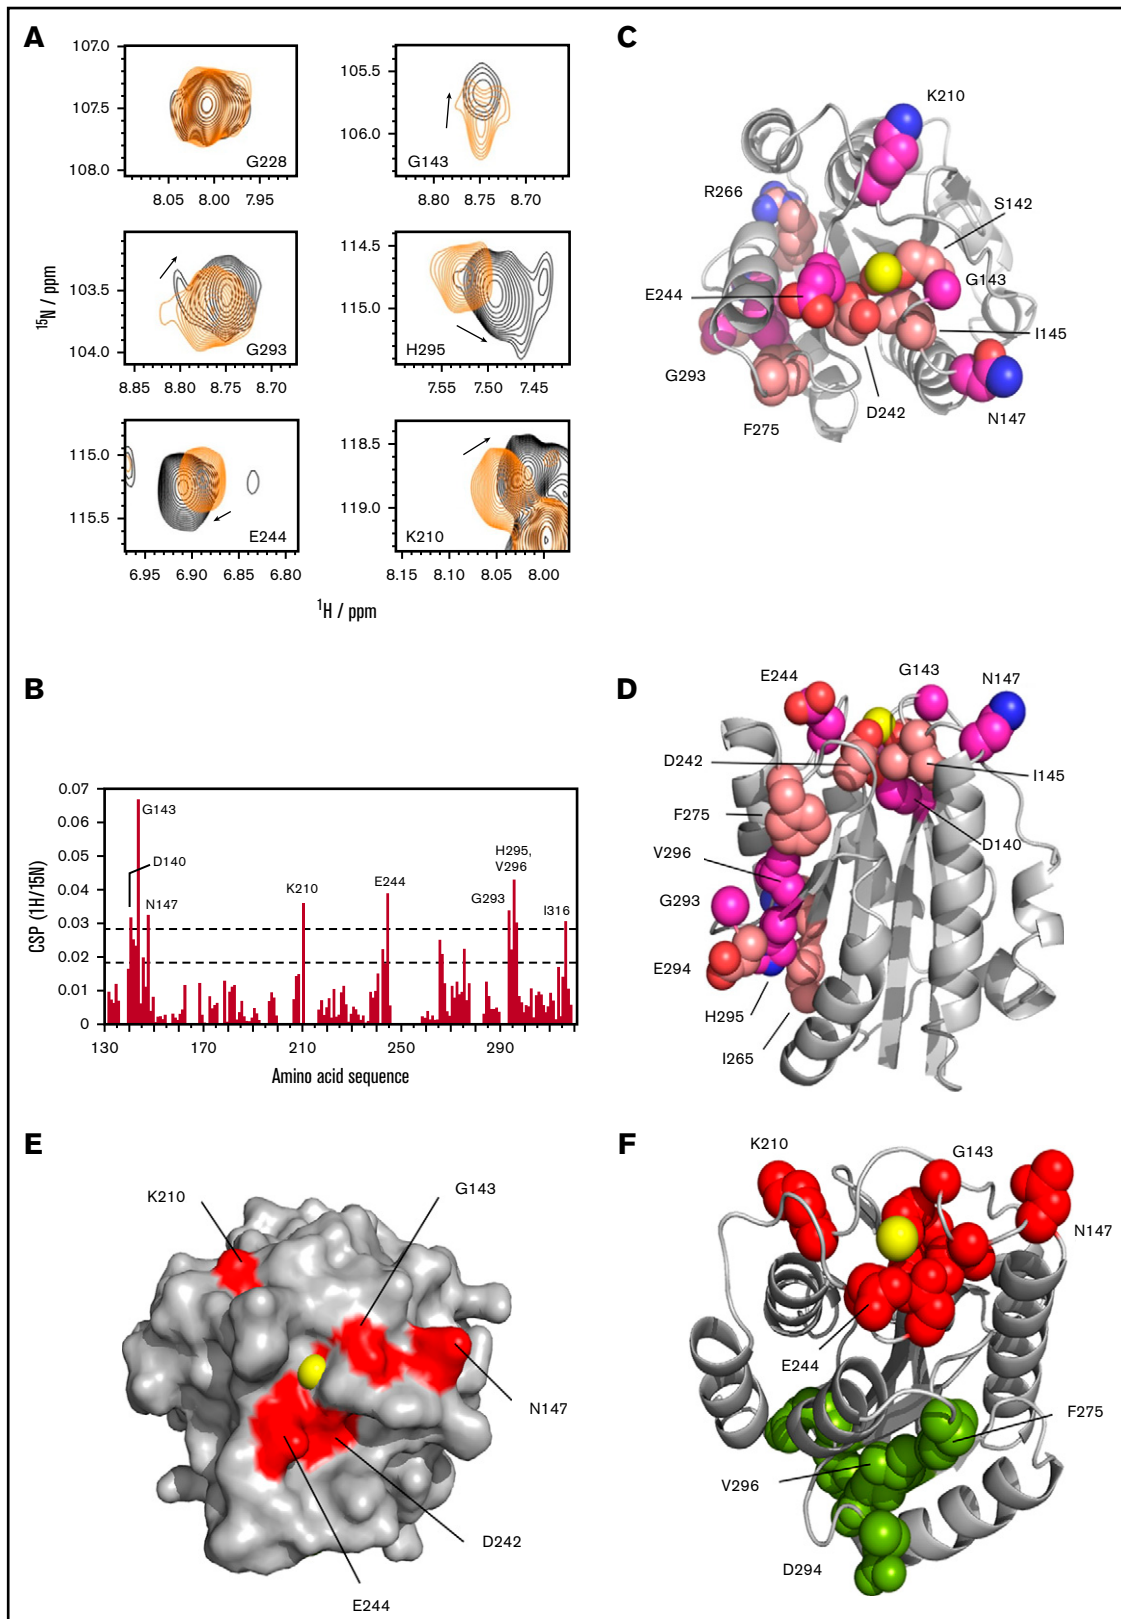 A
107.0
107.5
108.0
G228
8.05 8.00 7.95
105.5
106.0
G143
8.80 8.75 8.70
15N / ppm
103.5
104.0
G293
8.85 8.80 8.75 8.70
114.5
115.0
H295
7.55 7.50 7.45
115.0
115.5
E244
6.95 6.90 6.85 6.80
118.5
119.0
K210
8.15 8.10 8.05 8.00
1H / ppm
B
CSP (1H/15N)
0.07
0.06
0.05
0.04
0.03
0.02
0.01
0
G143
D140
N147
K210
E244
H295,
V296
G293
I316
130 170 210 250 290
Amino acid sequence
C
K210
R266
S142
G143
E244
I145
G293
D242
N147
F275
D
E244
G143
N147
D242
I145
F275
D140
V296
G293
E294
H295
I265
E
K210
G143
N147
D242
E244
F
K210
G143
N147
E244
F275
V296
D294